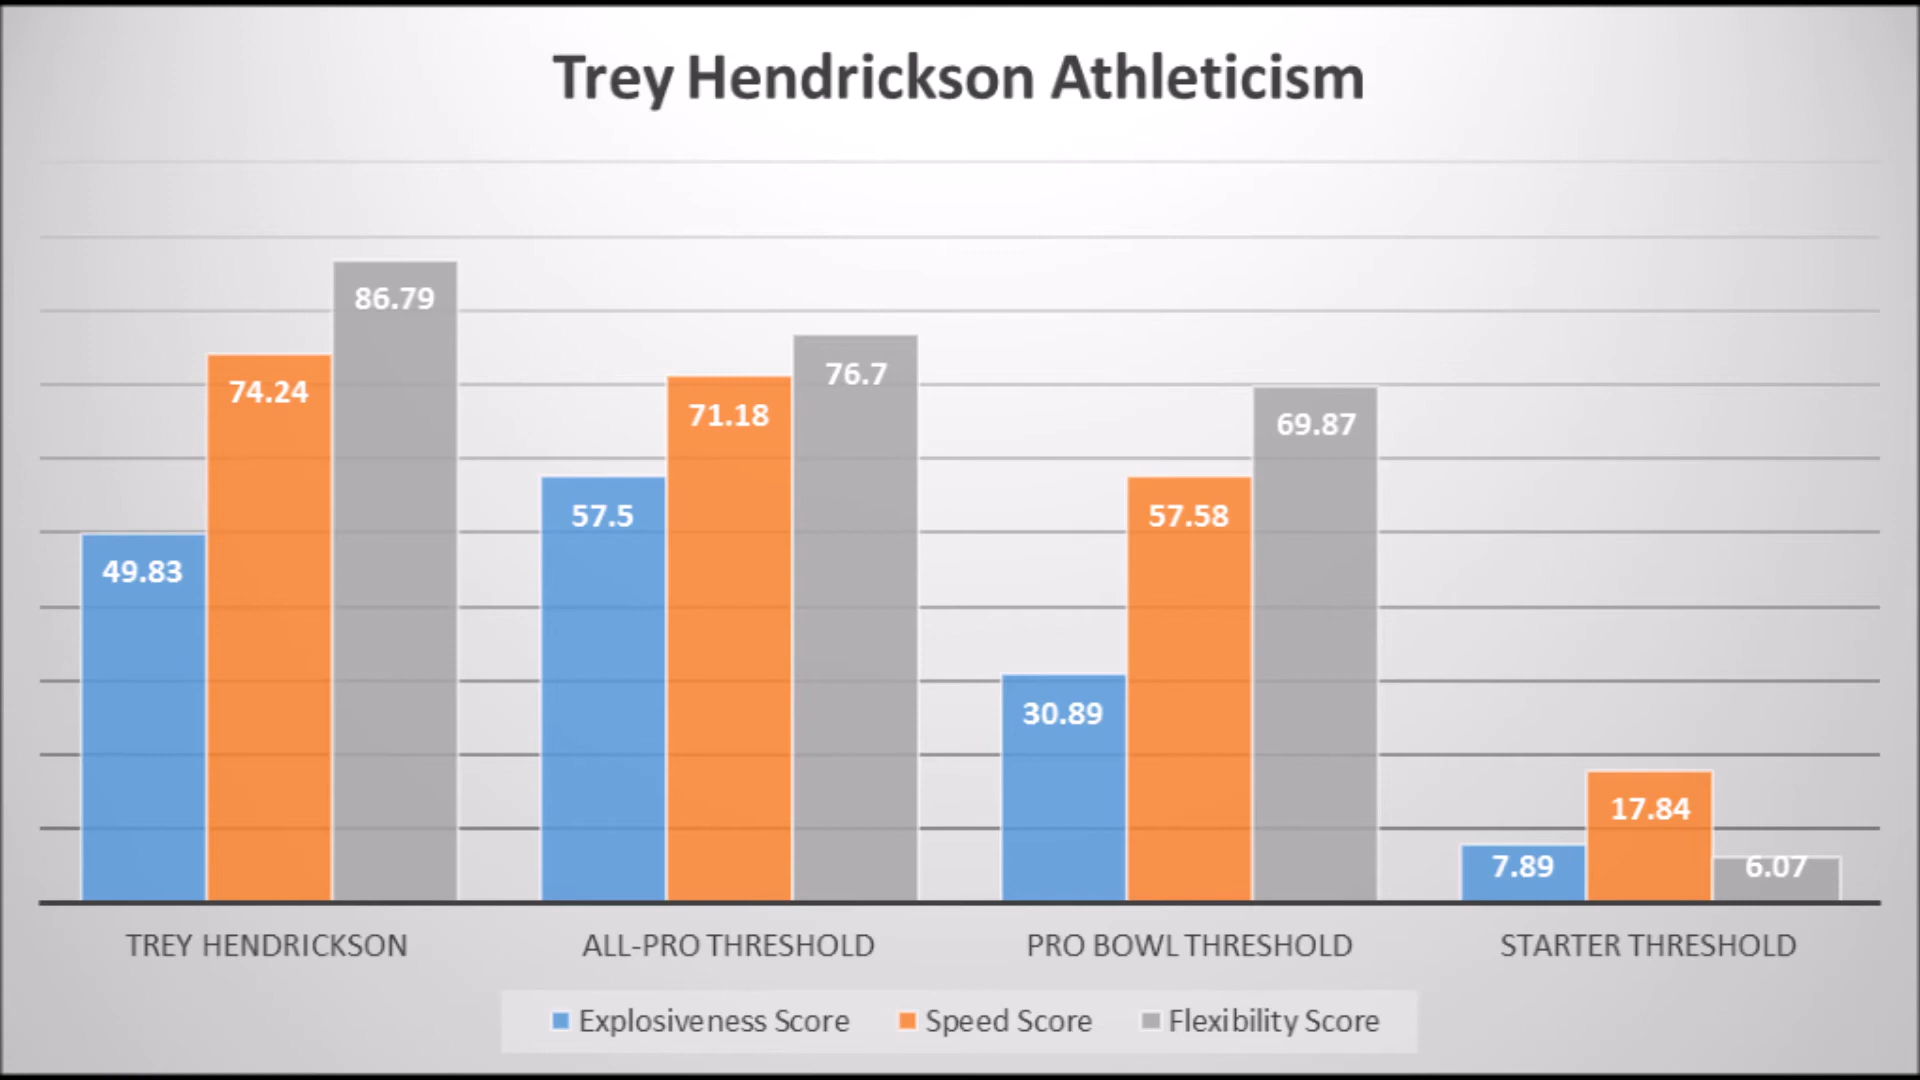 Trey Hendrickson Athleticism
86.79
74.24
49.83
76.7
71.18
57.5
69.87
57.58
30.89
17.84
7.89
6.07
TREY HENDRICKSON
ALL-PRO THRESHOLD
PRO BOWL THRESHOLD
STARTER THRESHOLD
Explosiveness Score
Speed Score
Flexibility Score